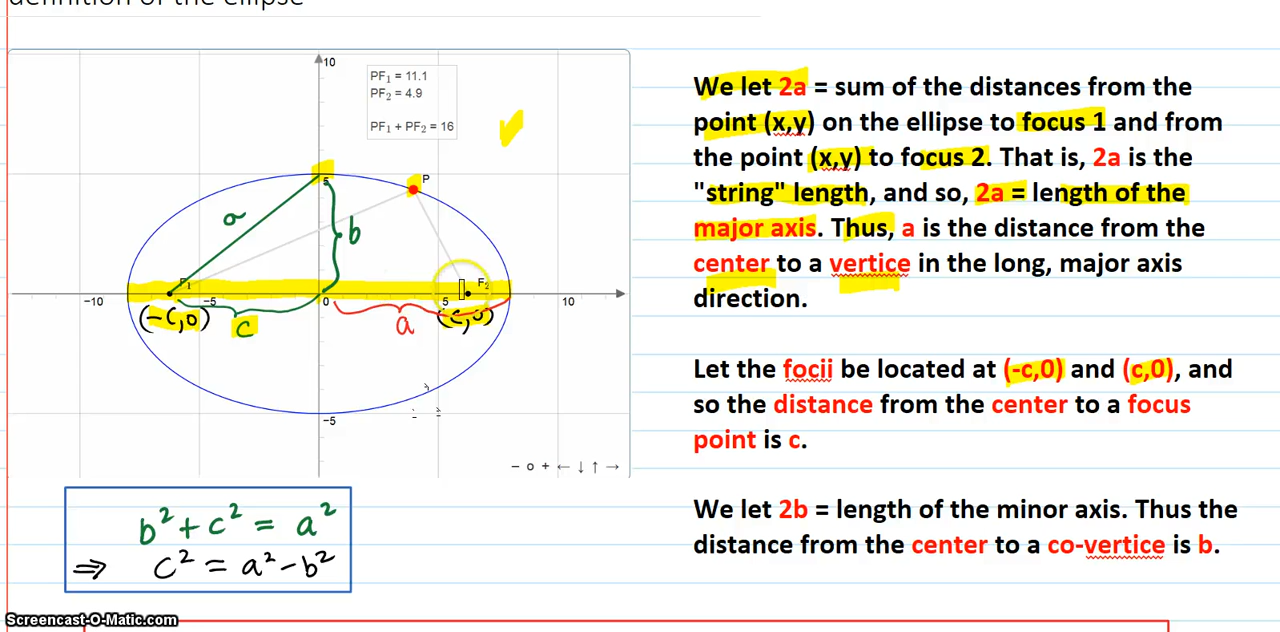 definition of the ellipse
10
PF₁ = 11.1
PF₂ = 4.9
PF₁ + PF₂ = 16
5
P
a
b
F₁
F₂
−10
−5
0
5
10
(-c,0)
c
a
(c,0)
−5
− o + ← ↓ ↑ →
b² + c² = a²
⇒ c² = a² - b²
We let 2a = sum of the distances from the
point (x,y) on the ellipse to focus 1 and from
the point (x,y) to focus 2. That is, 2a is the
"string" length, and so, 2a = length of the
major axis. Thus, a is the distance from the
center to a vertice in the long, major axis
direction.
Let the focii be located at (-c,0) and (c,0), and
so the distance from the center to a focus
point is c.
We let 2b = length of the minor axis. Thus the
distance from the center to a co-vertice is b.
Screencast-O-Matic.com